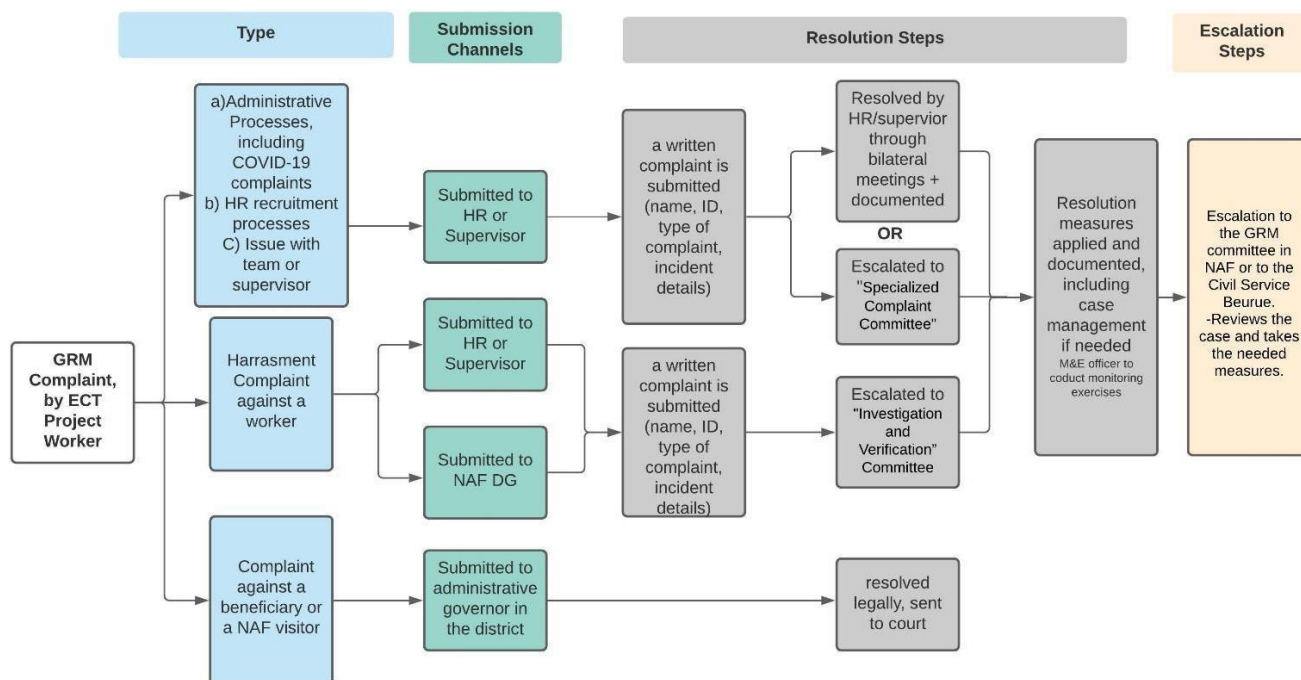 Type
Submission
Channels
Resolution Steps
Escalation
Steps
GRM
Complaint,
by ECT
Project
Worker
a)Administrative
Processes,
including
COVID-19
complaints
b) HR recruitment
processes
C) Issue with
team or
supervisor
Submitted to
HR or
Supervisor
a written
complaint is
submitted
(name, ID,
type of
complaint,
incident
details)
Resolved by
HR/supervior
through
bilateral
meetings +
documented
OR
Escalated to
"Specialized
Complaint
Committee"
Harrasment
Complaint
against a
worker
Submitted to
HR or
Supervisor
Submitted to
NAF DG
a written
complaint is
submitted
(name, ID,
type of
complaint,
incident
details)
Escalated to
"Investigation
and
Verification”
Committee
Resolution
measures
applied and
documented,
including
case
management
if needed
M&E officer to
coduct monitoring
exercises
Escalation to
the GRM
committee in
NAF or to the
Civil Service
Beurue.
-Reviews the
case and takes
the needed
measures.
Complaint
against a
beneficiary or
a NAF visitor
Submitted to
administrative
governor in
the district
resolved
legally, sent
to court